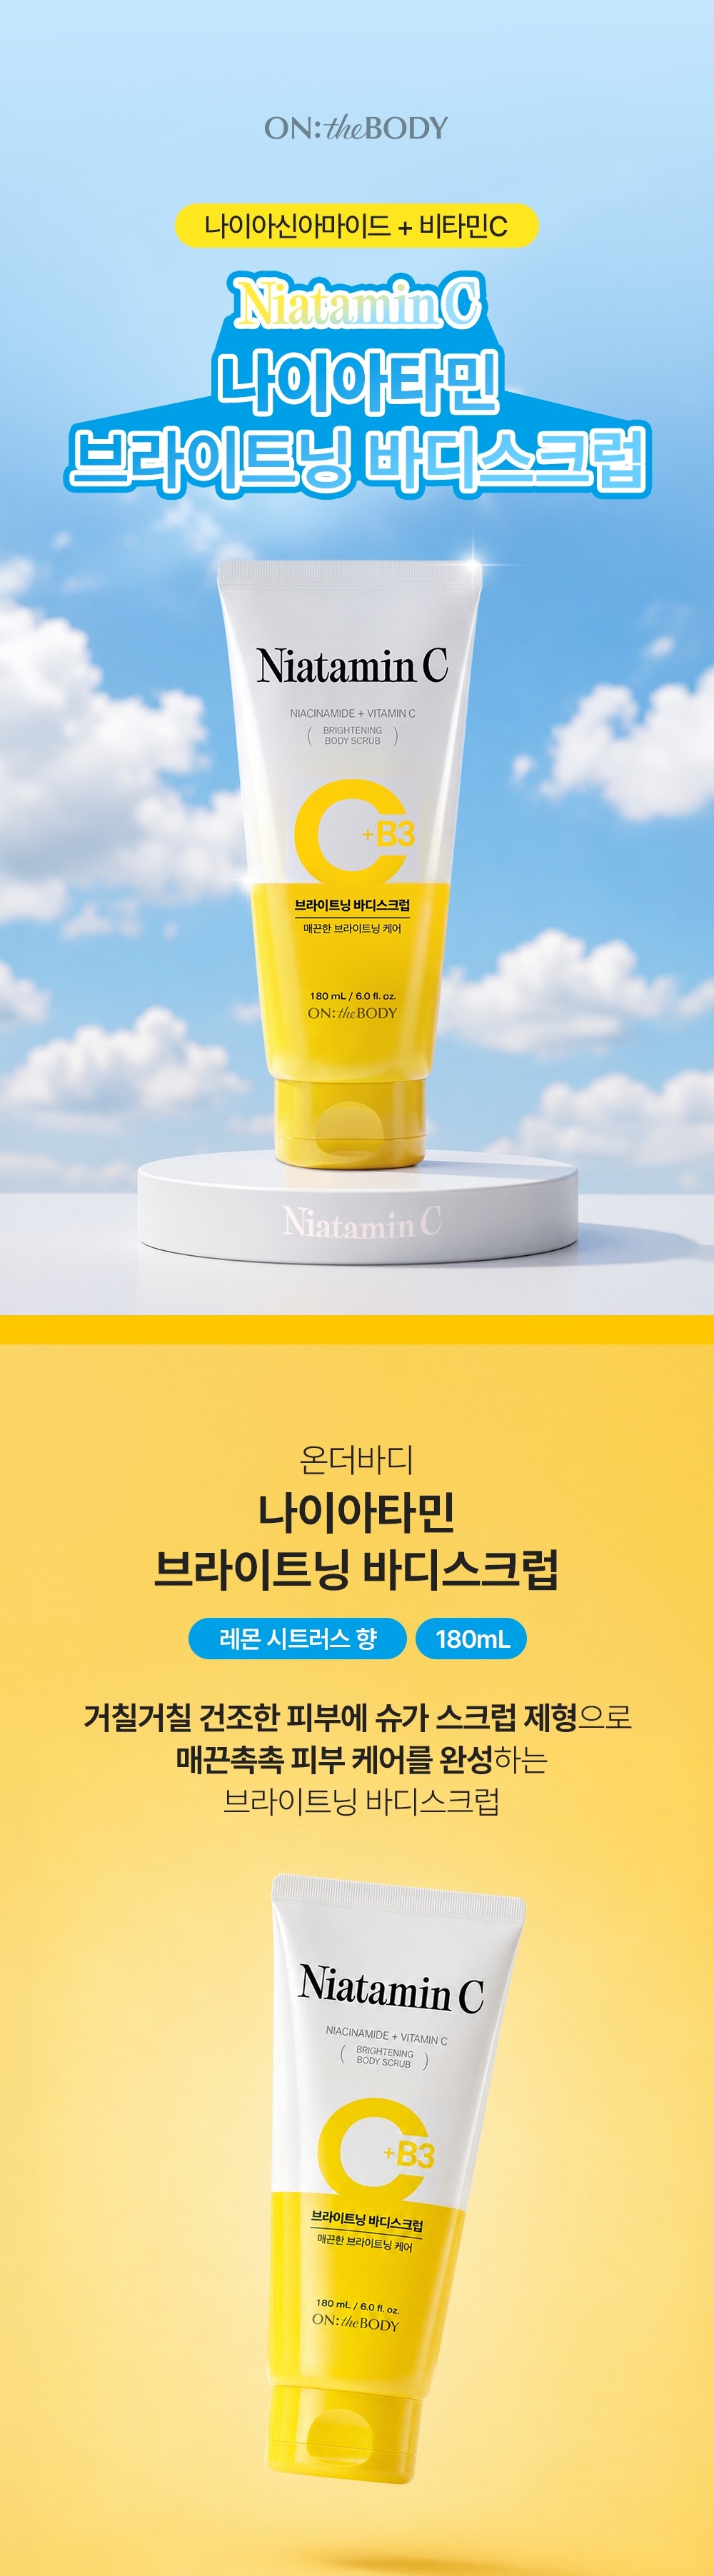 ON:theBODY
나이아신아마이드 + 비타민C
Niatamin C
나이아타민
브라이트닝 바디스크럽
Niatamin C
NIACINAMIDE + VITAMIN C
( BRIGHTENING
BODY SCRUB )
C+B3
브라이트닝 바디스크럽
매끈한 브라이트닝 케어
180 mL / 6.0 fl. oz.
ON:theBODY
Niatamin C
온더바디
나이아타민
브라이트닝 바디스크럽
레몬 시트러스 향 180mL
거칠거칠 건조한 피부에 슈가 스크럽 제형으로
매끈촉촉 피부 케어를 완성하는
브라이트닝 바디스크럽
Niatamin C
NIACINAMIDE + VITAMIN C
( BRIGHTENING
BODY SCRUB )
C+B3
브라이트닝 바디스크럽
매끈한 브라이트닝 케어
180 mL / 6.0 fl. oz.
ON:theBODY